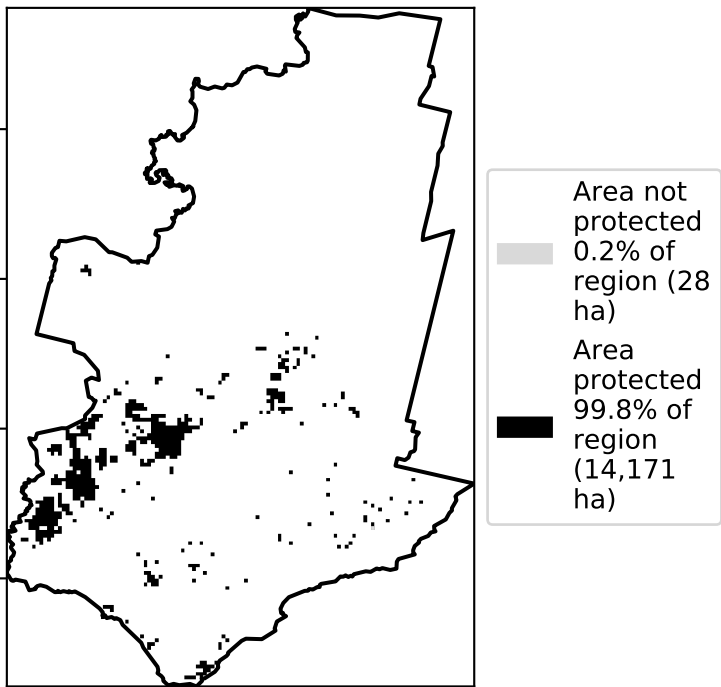 Area not
protected
0.2% of
region (28
ha)
Area
protected
99.8% of
region
(14,171
ha)